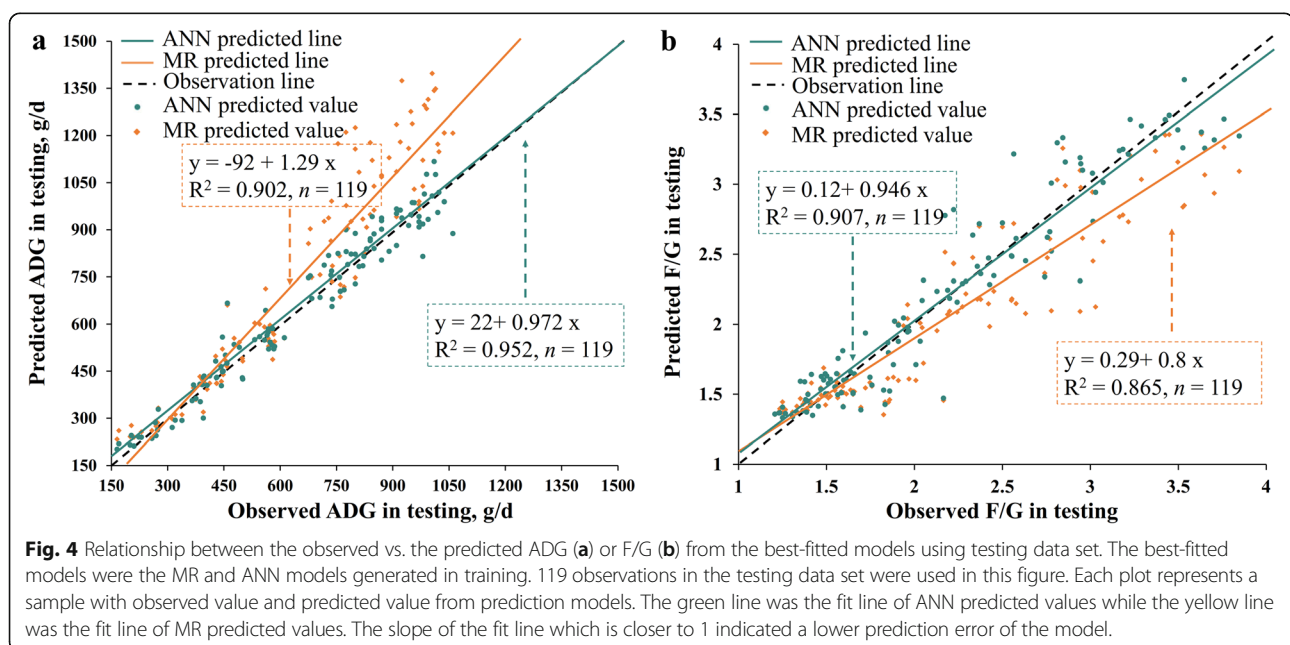 a
1500
1350
1200
1050
900
750
600
450
300
150
Predicted ADG in testing, g/d
ANN predicted line
MR predicted line
Observation line
ANN predicted value
MR predicted value
y = -92 + 1.29 x
R² = 0.902, n = 119
y = 22+ 0.972 x
R² = 0.952, n = 119
150 300 450 600 750 900 1050 1200 1350 1500
Observed ADG in testing, g/d
b
4
3.5
3
2.5
2
1.5
1
Predicted F/G in testing
ANN predicted line
MR predicted line
Observation line
ANN predicted value
MR predicted value
y = 0.12+ 0.946 x
R² = 0.907, n = 119
y = 0.29+ 0.8 x
R² = 0.865, n = 119
1 1.5 2 2.5 3 3.5 4
Observed F/G in testing
Fig. 4 Relationship between the observed vs. the predicted ADG (a) or F/G (b) from the best-fitted models using testing data set. The best-fitted
models were the MR and ANN models generated in training. 119 observations in the testing data set were used in this figure. Each plot represents a
sample with observed value and predicted value from prediction models. The green line was the fit line of ANN predicted values while the yellow line
was the fit line of MR predicted values. The slope of the fit line which is closer to 1 indicated a lower prediction error of the model.